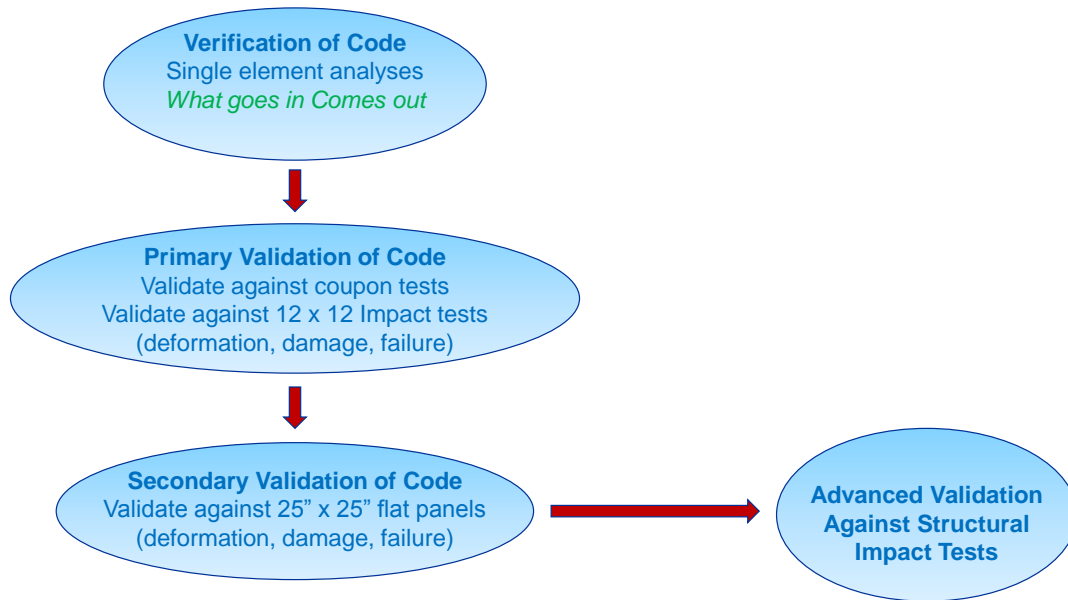 Verification of Code
Single element analyses
What goes in Comes out
Primary Validation of Code
Validate against coupon tests
Validate against 12 x 12 Impact tests
(deformation, damage, failure)
Secondary Validation of Code
Validate against 25” x 25” flat panels
(deformation, damage, failure)
Advanced Validation
Against Structural
Impact Tests